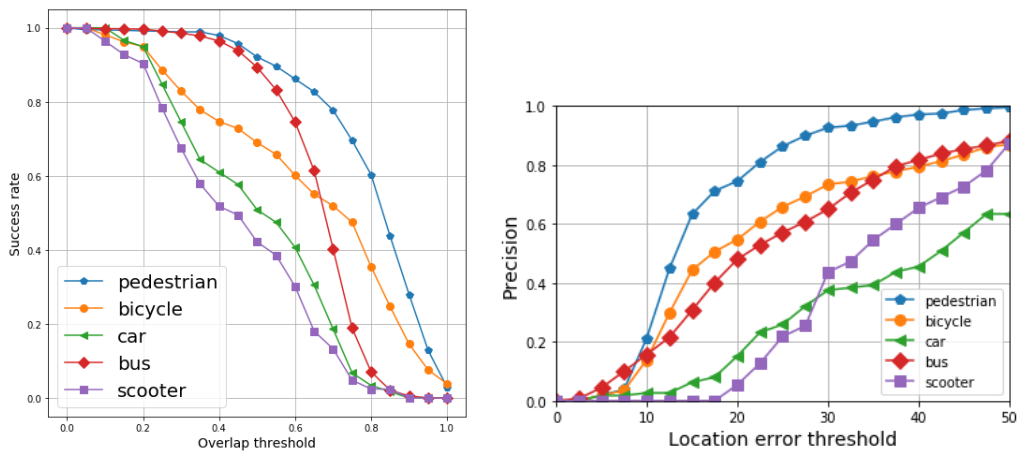 1.0
0.8
0.6
0.4
0.2
0.0
Success rate
pedestrian
bicycle
car
bus
scooter
0.0 0.2 0.4 0.6 0.8 1.0
Overlap threshold
1.0
0.8
0.6
0.4
0.2
0.0
Precision
pedestrian
bicycle
car
bus
scooter
0 10 20 30 40 50
Location error threshold